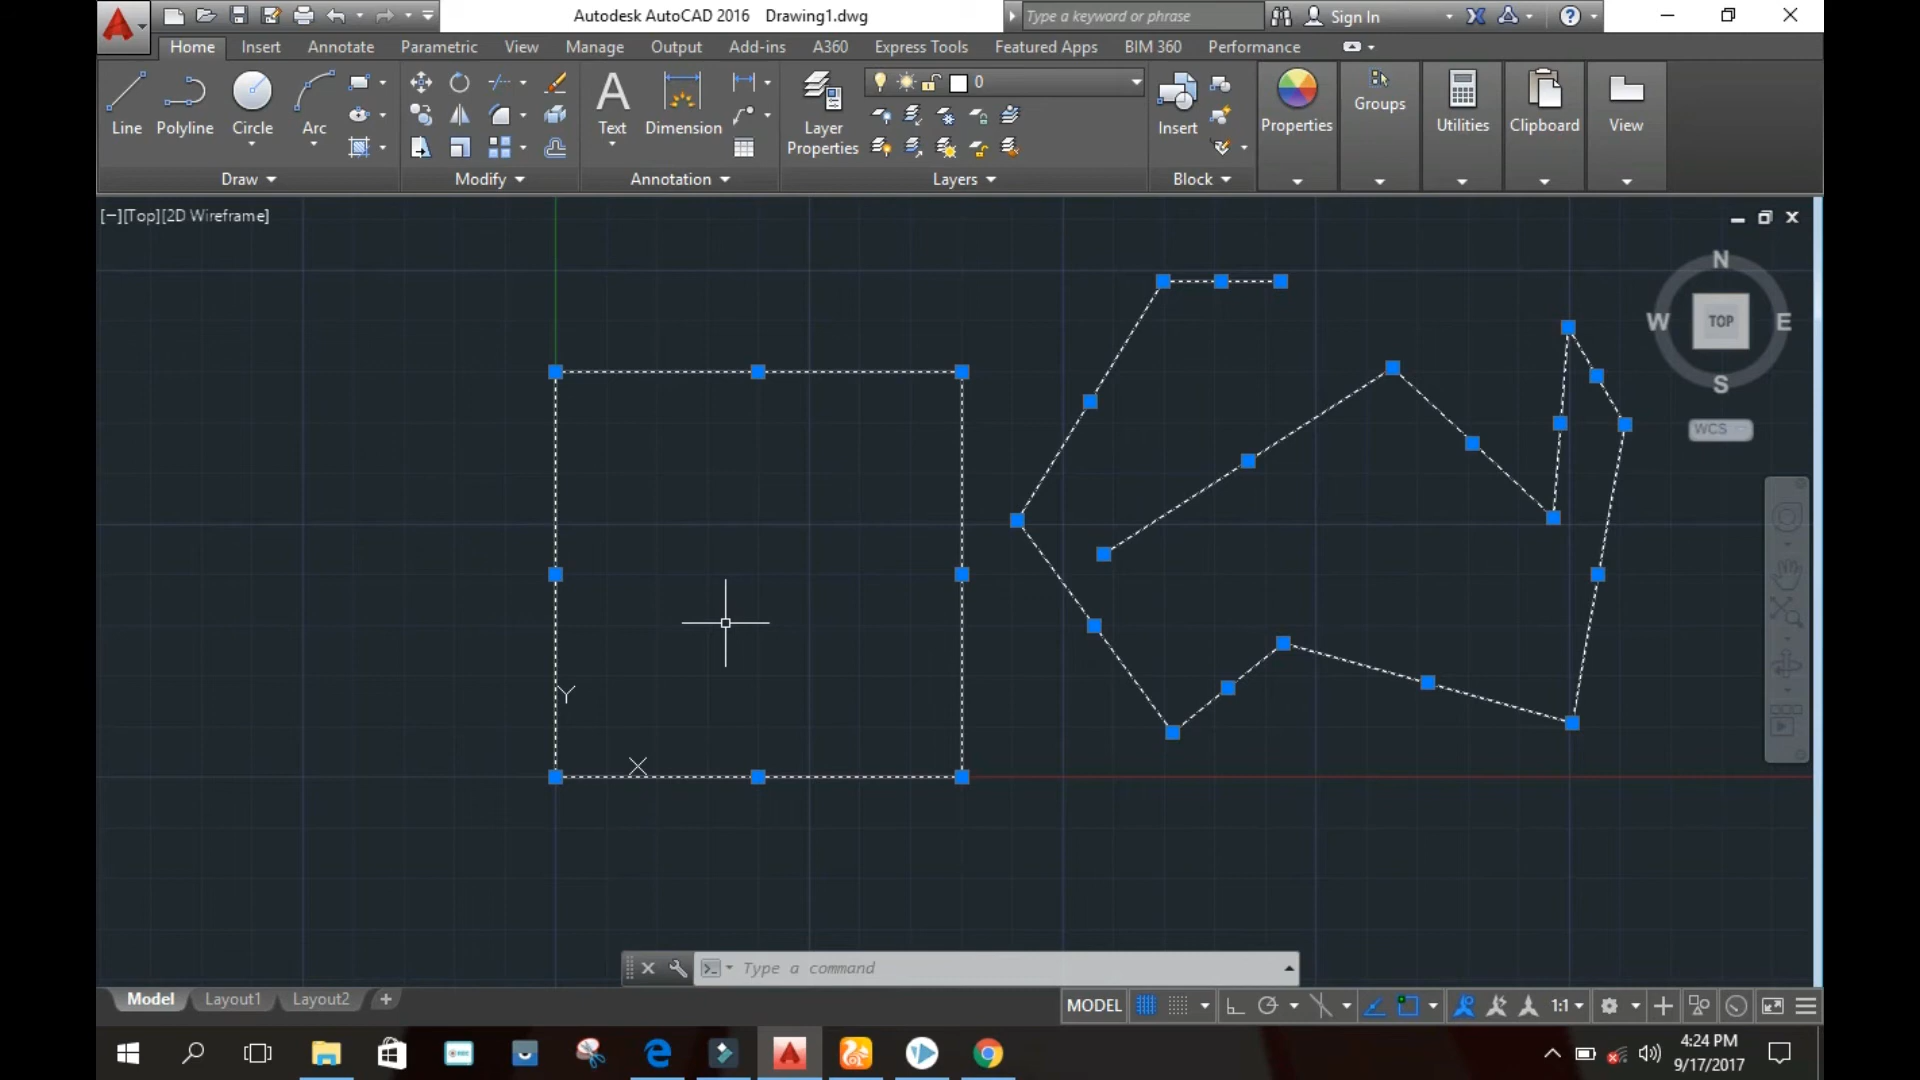 Autodesk AutoCAD 2016 Drawing1.dwg
Type a keyword or phrase
Sign In
Home Insert Annotate Parametric View Manage Output Add-ins A360 Express Tools Featured Apps BIM 360 Performance
Line Polyline Circle Arc
Text Dimension
Layer Properties
0
Insert
Properties
Groups
Utilities
Clipboard
View
Draw Modify Annotation Layers Block
[−][Top][2D Wireframe]
N
W TOP E
S
WCS
Y
X
Type a command
Model Layout1 Layout2 +
MODEL
1:1
4:24 PM
9/17/2017